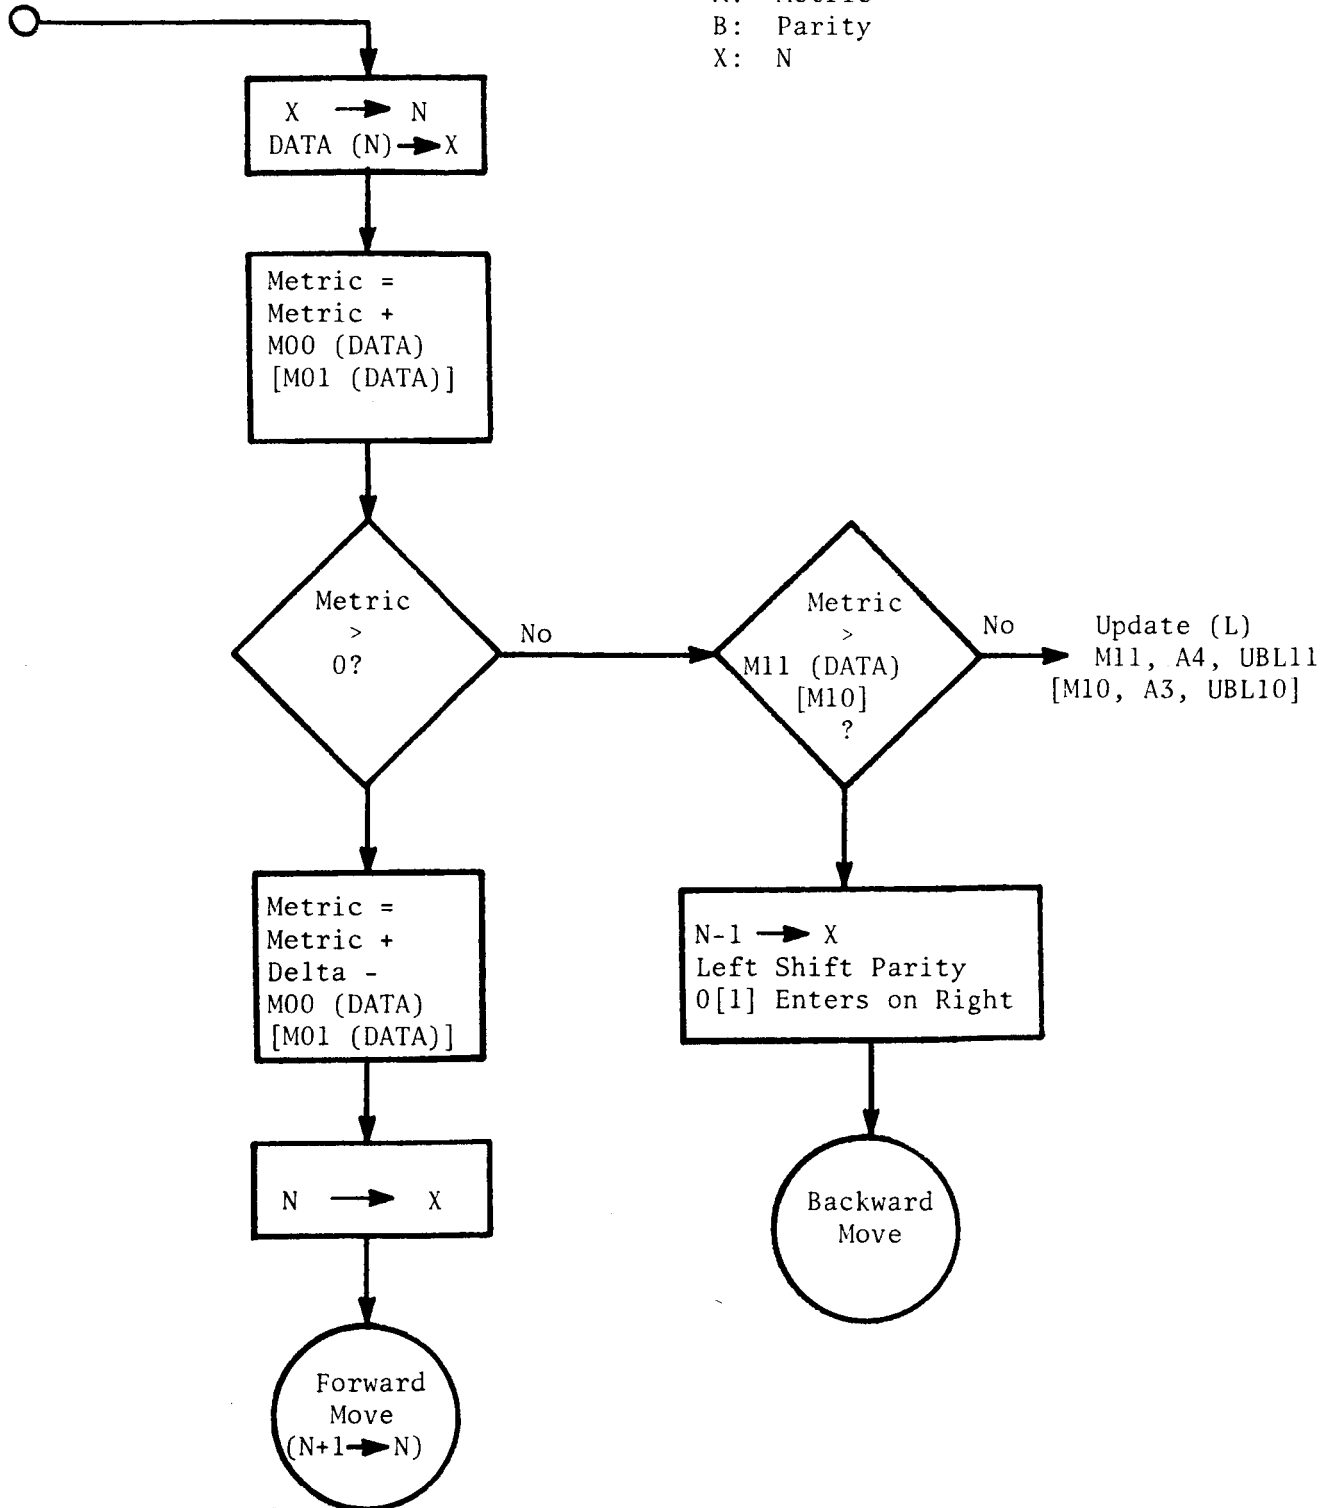 B: Parity
X: N
X → N
DATA (N)→X
Metric =
Metric +
M00 (DATA)
[M01 (DATA)]
Metric
>
0?
No
Metric
>
M11 (DATA)
[M10]
?
No
Update (L)
M11, A4, UBL11
[M10, A3, UBL10]
Metric =
Metric +
Delta -
M00 (DATA)
[M01 (DATA)]
N-1 → X
Left Shift Parity
0[1] Enters on Right
N → X
Backward
Move
Forward
Move
(N+1→N)